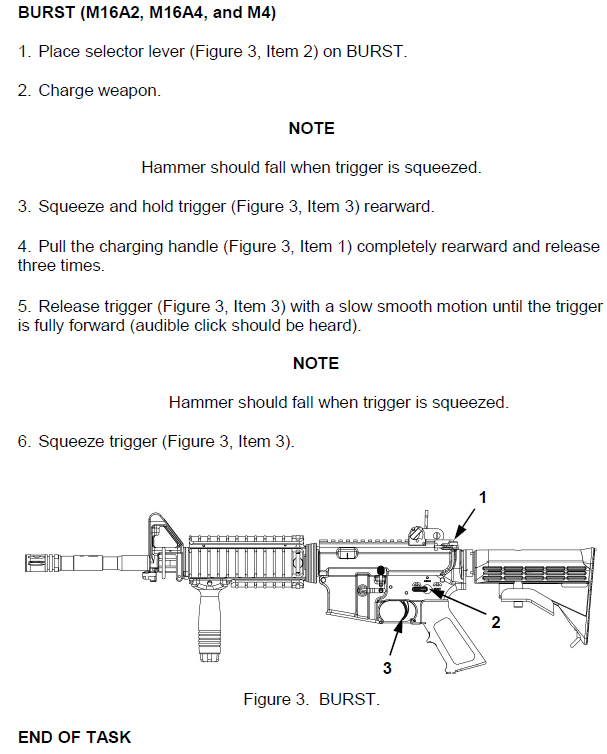 BURST (M16A2, M16A4, and M4)
1. Place selector lever (Figure 3, Item 2) on BURST.
2. Charge weapon.
NOTE
Hammer should fall when trigger is squeezed.
3. Squeeze and hold trigger (Figure 3, Item 3) rearward.
4. Pull the charging handle (Figure 3, Item 1) completely rearward and release
three times.
5. Release trigger (Figure 3, Item 3) with a slow smooth motion until the trigger
is fully forward (audible click should be heard).
NOTE
Hammer should fall when trigger is squeezed.
6. Squeeze trigger (Figure 3, Item 3).
1
2
3
Figure 3. BURST.
END OF TASK